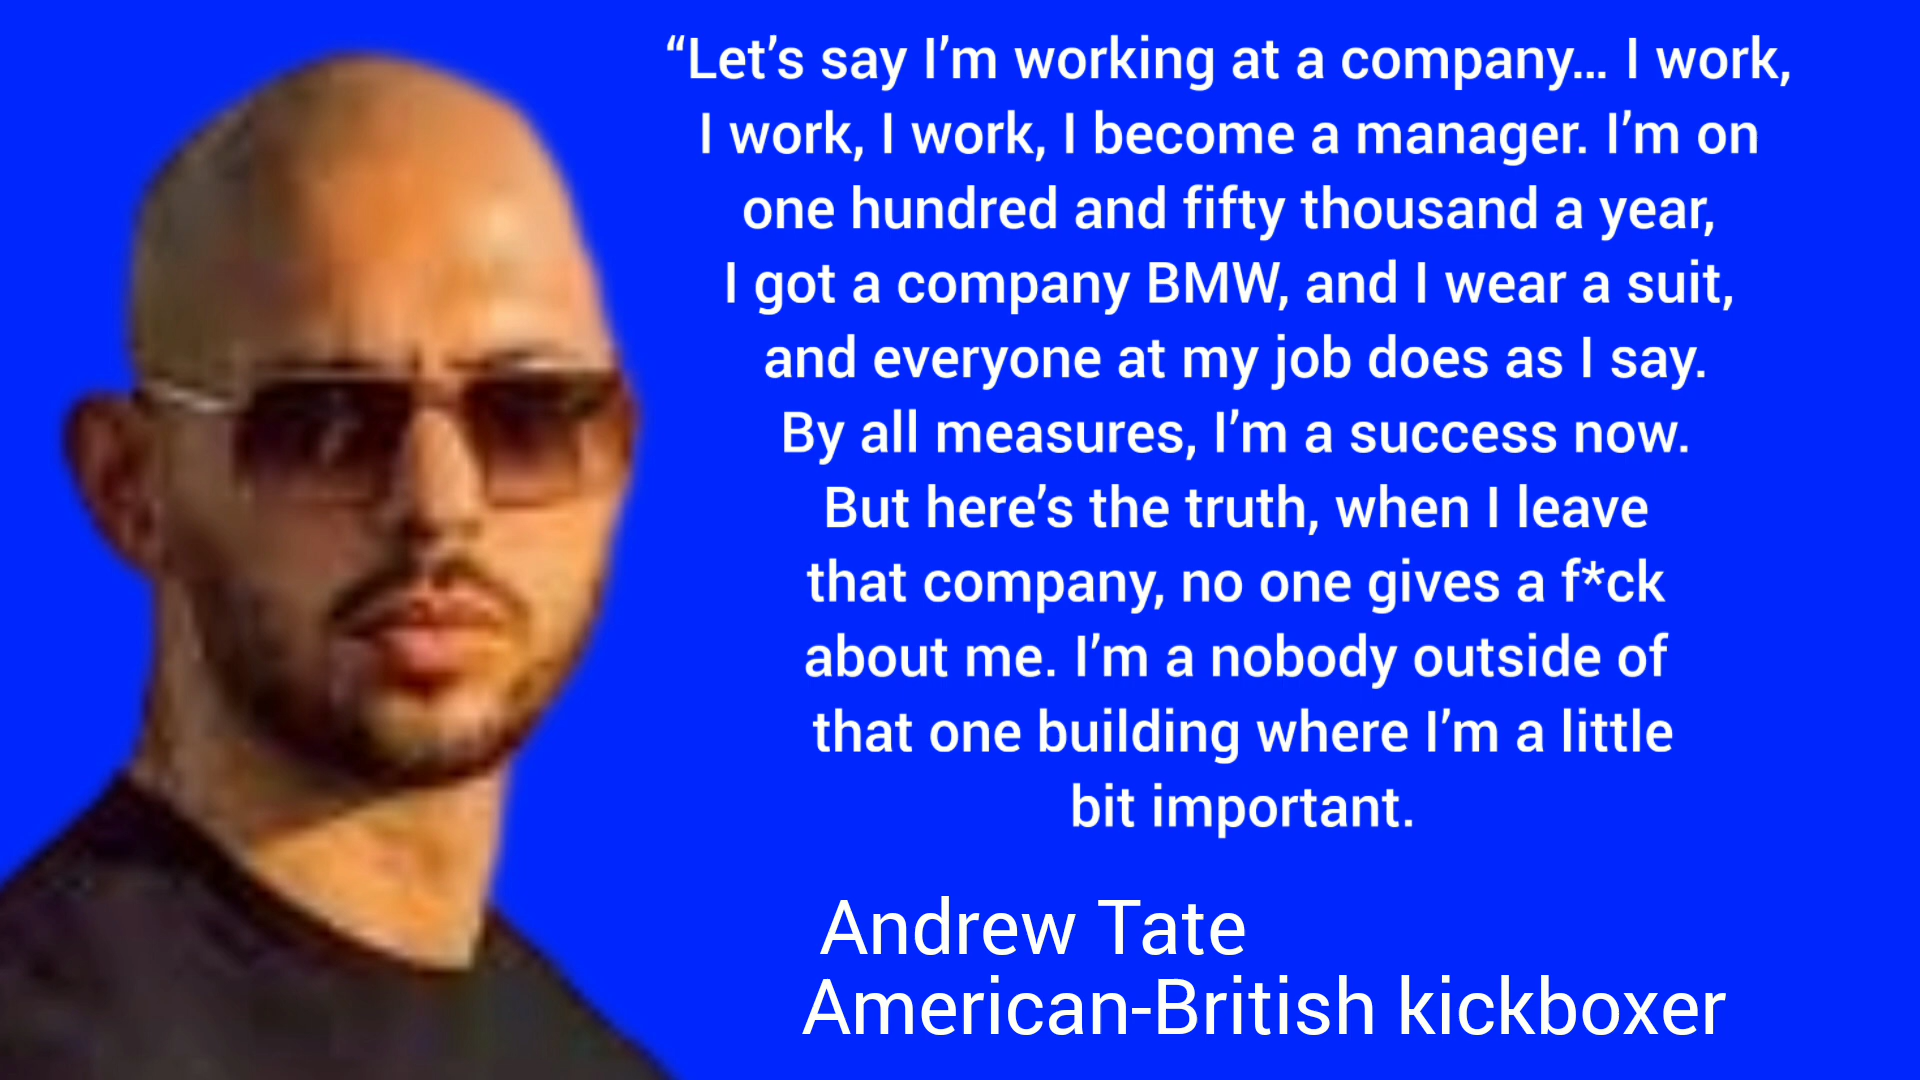 “Let’s say I’m working at a company... I work,
I work, I work, I become a manager. I’m on
one hundred and fifty thousand a year,
I got a company BMW, and I wear a suit,
and everyone at my job does as I say.
By all measures, I’m a success now.
But here’s the truth, when I leave
that company, no one gives a f*ck
about me. I’m a nobody outside of
that one building where I’m a little
bit important.
Andrew Tate
American-British kickboxer